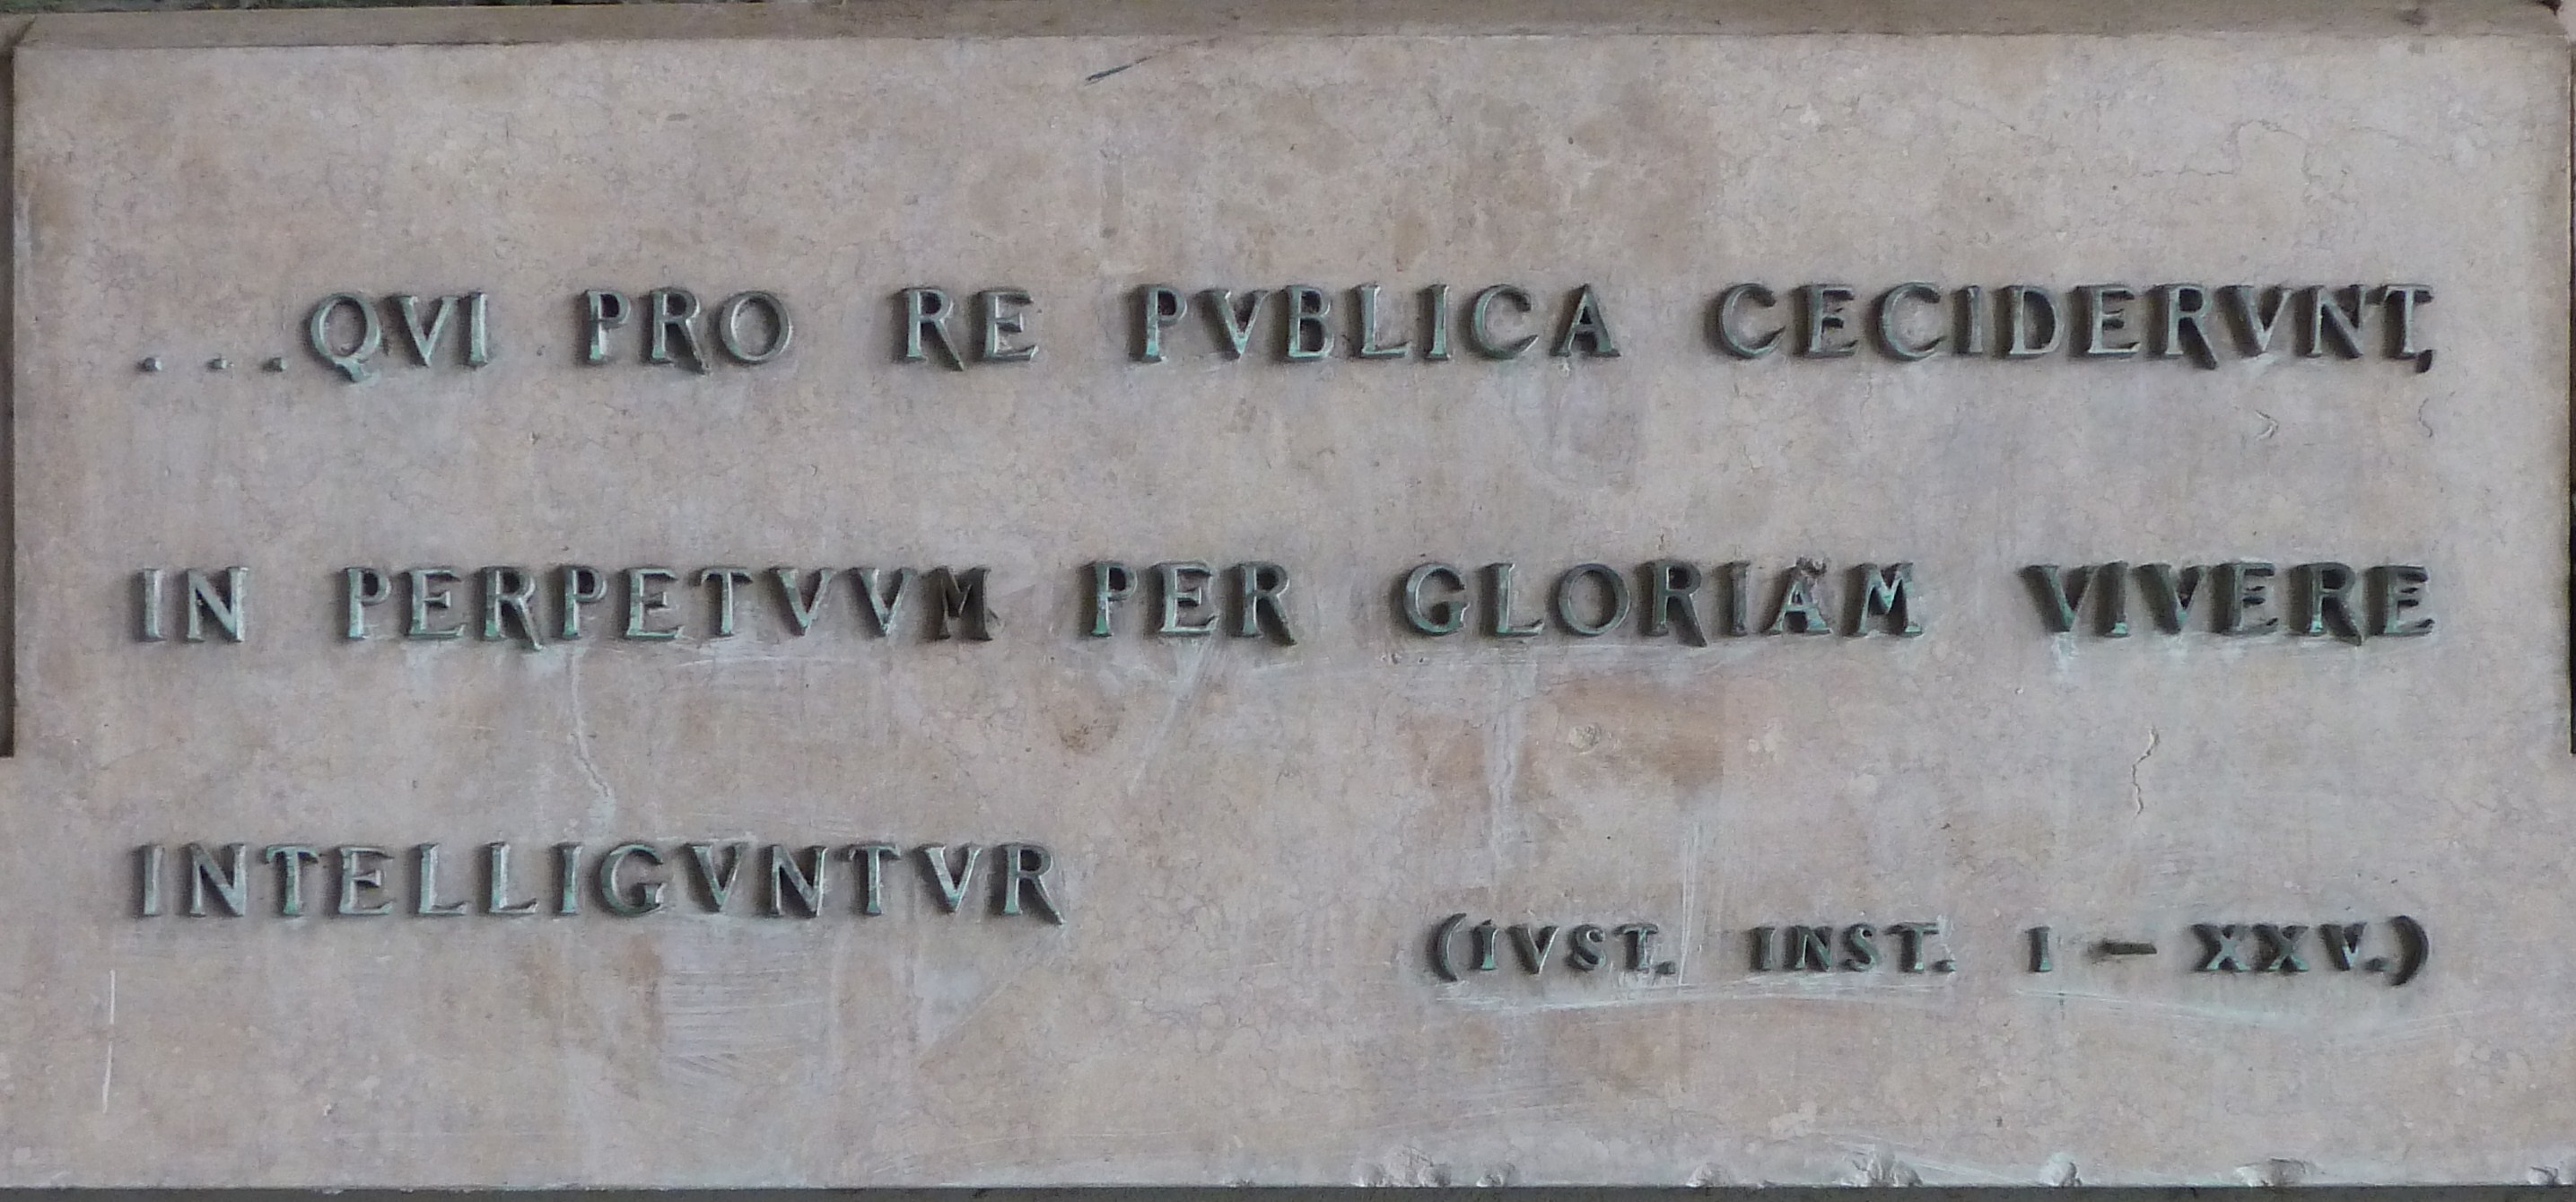 ...QVI PRO RE PVBLICA CECIDERVNT,
IN PERPETVVM PER GLORIAM VIVERE
INTELLIGVNTVR
(IVST. INST. I – XXV.)